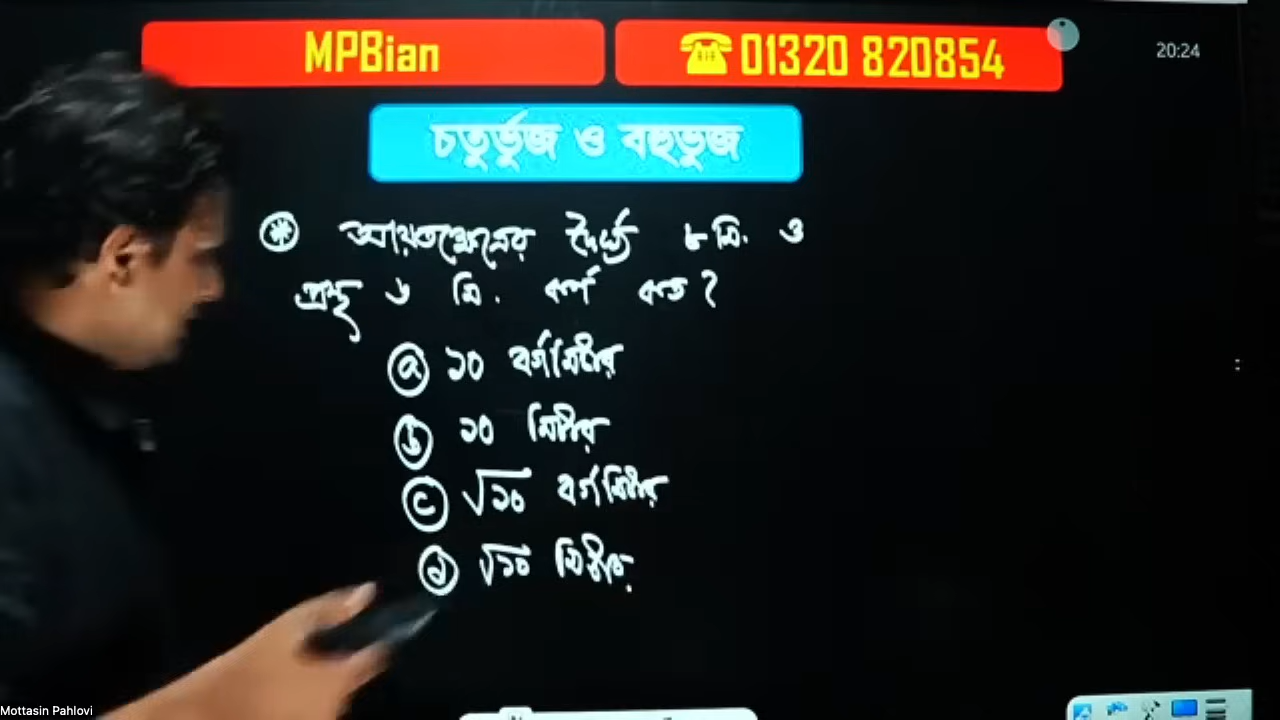 MPBian
☎ 01320 820854
20:24
চতুর্ভুজ ও বহুভুজ
* আয়তক্ষেত্রের দৈর্ঘ্য ৮ মি. ও
প্রস্থ ৬ মি. কর্ণ কত?
a ১০ বর্গমিটার
b ১০ মিটার
c √১০ বর্গমিটার
d √১০ মিটার
Mottasin Pahlovi